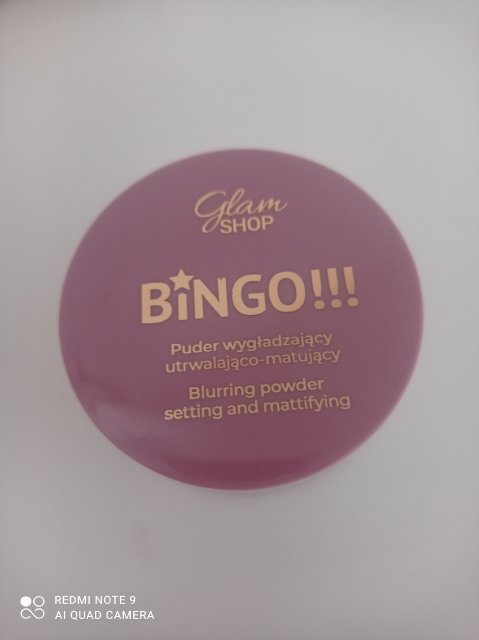 Glam
SHOP
BiNGO!!!
Puder wygładzający
utrwalająco-matujący
Blurring powder
setting and mattifying
REDMI NOTE 9
AI QUAD CAMERA